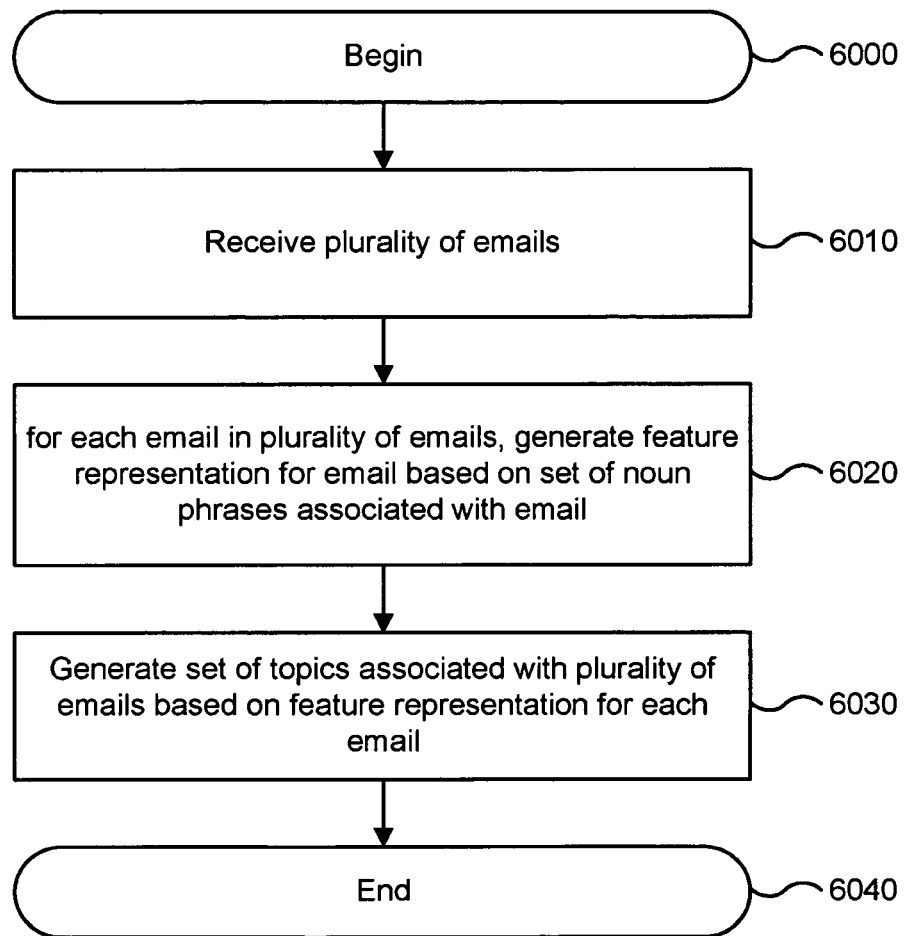 Begin
6000
Receive plurality of emails
6010
for each email in plurality of emails, generate feature
representation for email based on set of noun
phrases associated with email
6020
Generate set of topics associated with plurality of
emails based on feature representation for each
email
6030
End
6040